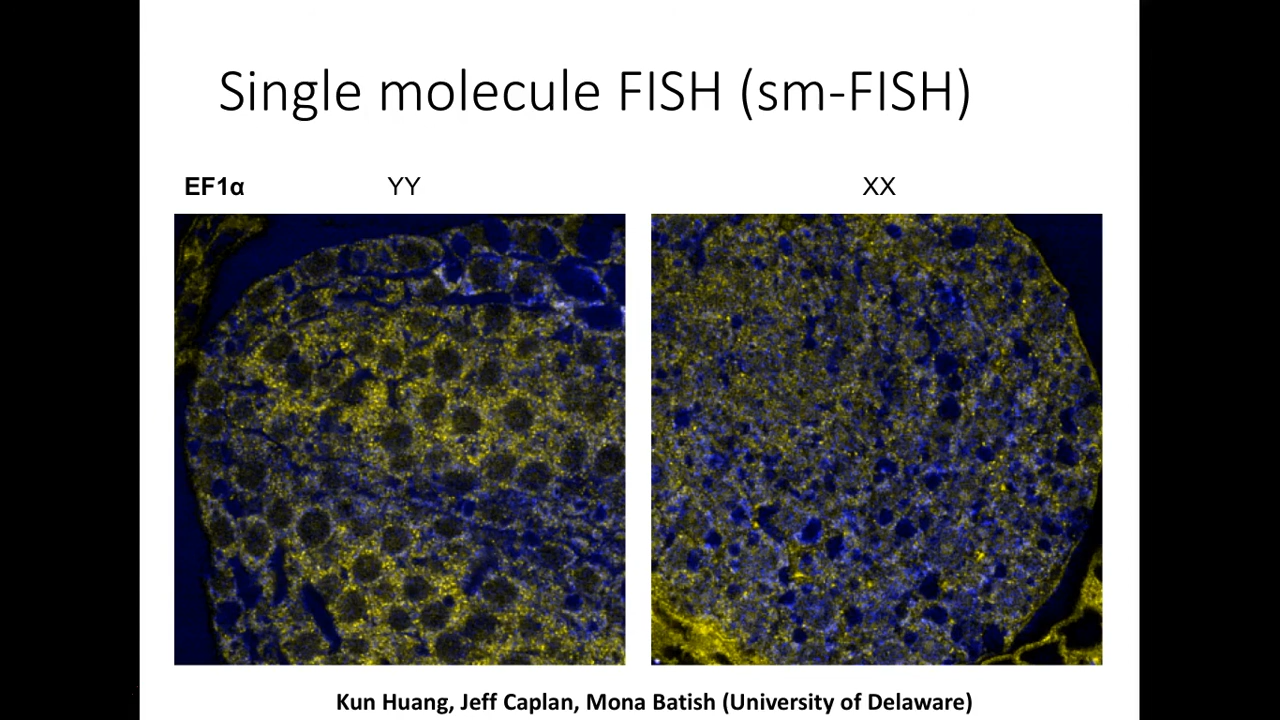 Single molecule FISH (sm-FISH)
EF1α YY XX
Kun Huang, Jeff Caplan, Mona Batish (University of Delaware)